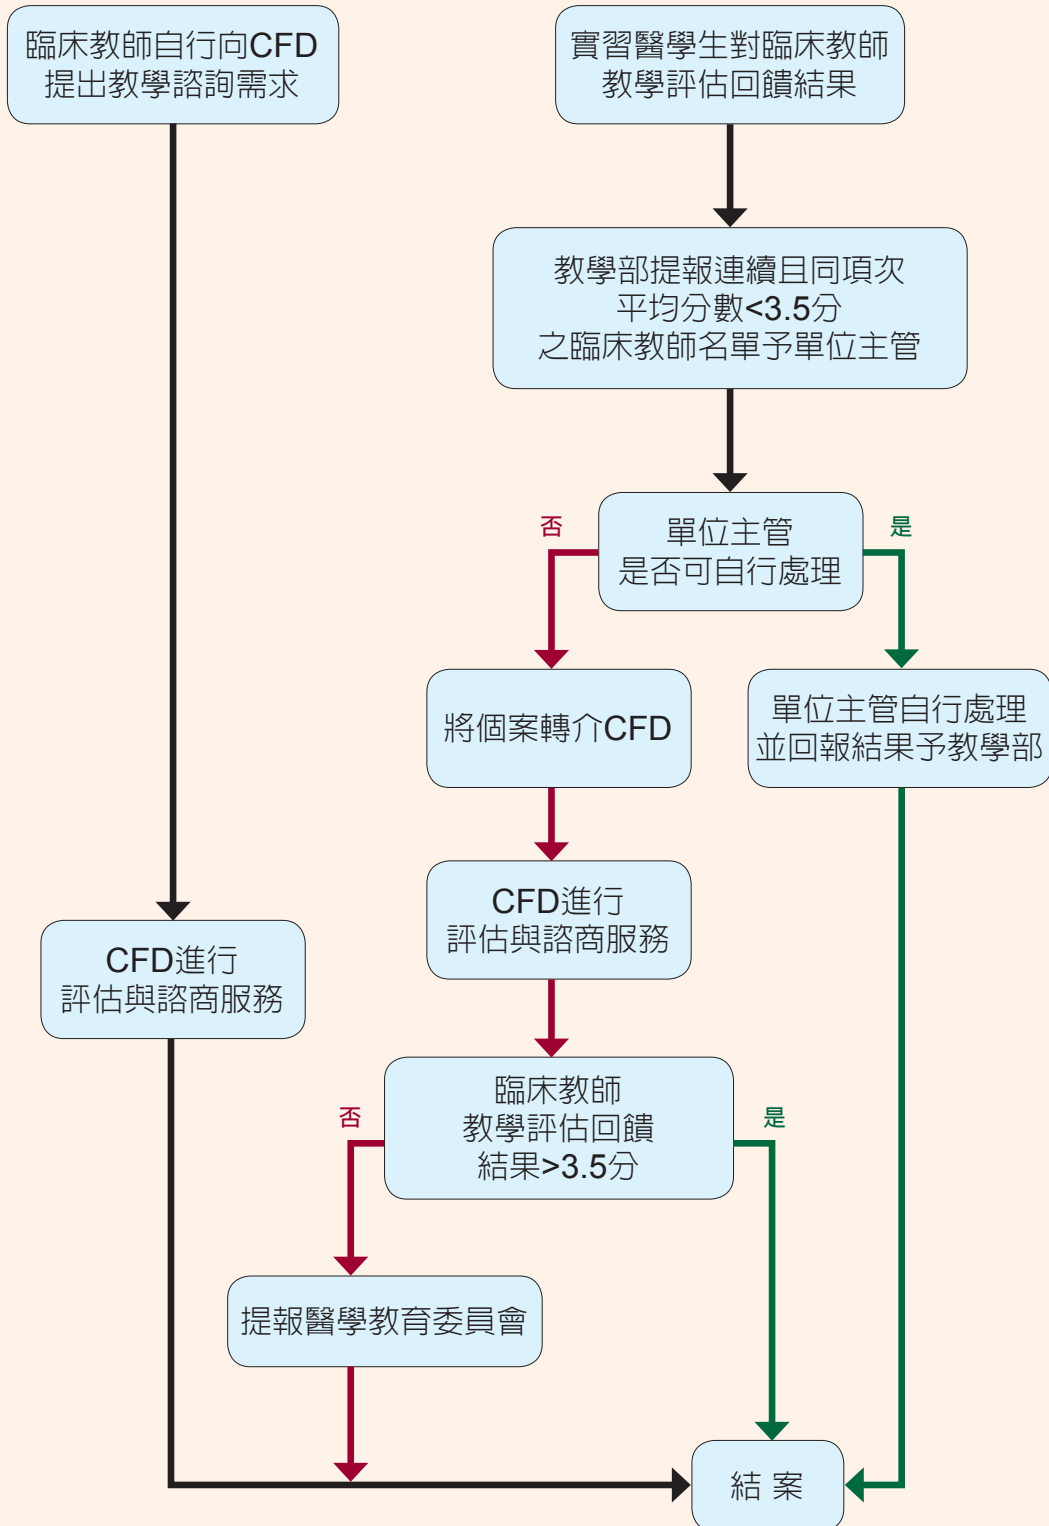 臨床教師自行向CFD
提出教學諮詢需求
實習醫學生對臨床教師
教學評估回饋結果
教學部提報連續且同項次
平均分數<3.5分
之臨床教師名單予單位主管
單位主管
是否可自行處理
否
是
將個案轉介CFD
單位主管自行處理
並回報結果予教學部
CFD進行
評估與諮商服務
CFD進行
評估與諮商服務
臨床教師
教學評估回饋
結果>3.5分
否
是
提報醫學教育委員會
結 案